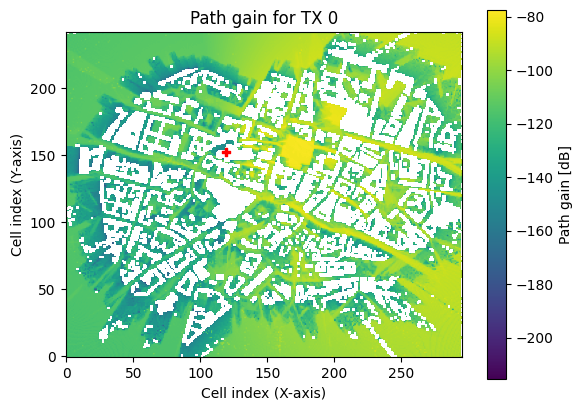 Path gain for TX 0
Cell index (Y-axis)
200
150
100
50
0
0 50 100 150 200 250
Cell index (X-axis)
−80
−100
−120
−140
−160
−180
−200
Path gain [dB]